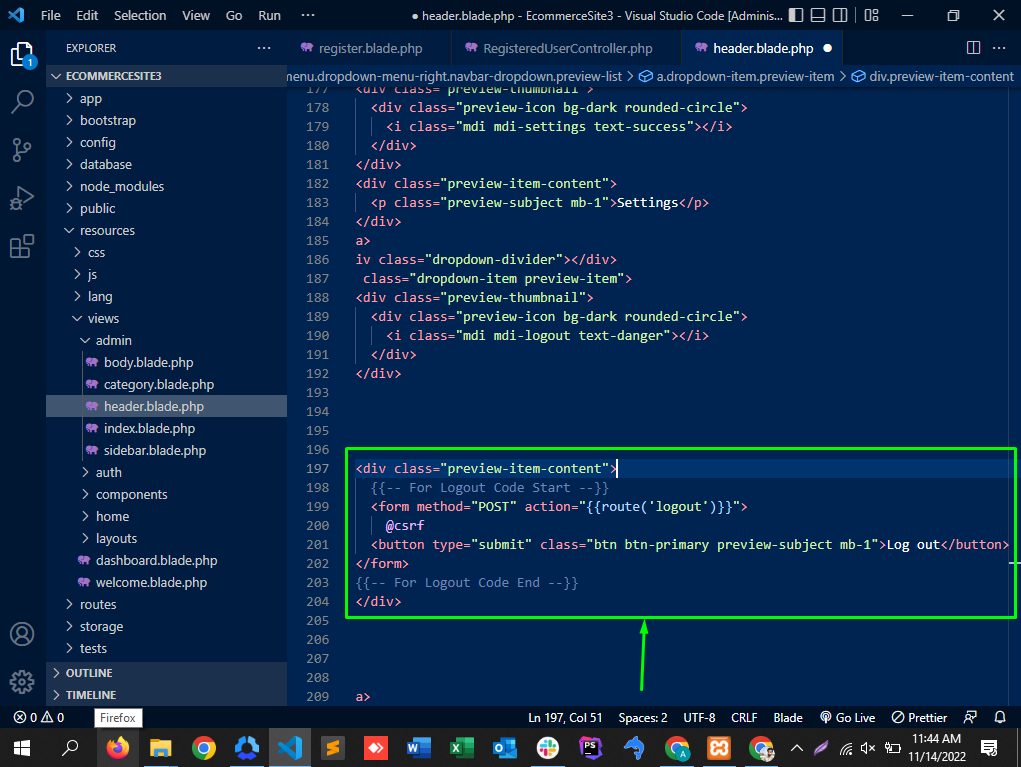 File Edit Selection View Go Run ··· ● header.blade.php - EcommerceSite3 - Visual Studio Code [Adminis...
EXPLORER ···
register.blade.php RegisteredUserController.php header.blade.php ●
ECOMMERCESITE3
menu.dropdown-menu-right.navbar-dropdown.preview-list > a.dropdown-item.preview-item > div.preview-item-content
1
app
bootstrap
config
database
node_modules
public
resources
css
js
lang
views
admin
body.blade.php
category.blade.php
header.blade.php
index.blade.php
sidebar.blade.php
auth
components
home
layouts
dashboard.blade.php
welcome.blade.php
routes
storage
tests
OUTLINE
TIMELINE
177 <div class="preview-thumbnail">
178 <div class="preview-icon bg-dark rounded-circle">
179 <i class="mdi mdi-settings text-success"></i>
180 </div>
181 </div>
182 <div class="preview-item-content">
183 <p class="preview-subject mb-1">Settings</p>
184 </div>
185 a>
186 iv class="dropdown-divider"></div>
187 class="dropdown-item preview-item">
188 <div class="preview-thumbnail">
189 <div class="preview-icon bg-dark rounded-circle">
190 <i class="mdi mdi-logout text-danger"></i>
191 </div>
192 </div>
193
194
195
196
197 <div class="preview-item-content">
198 {{-- For Logout Code Start --}}
199 <form method="POST" action="{{route('logout')}}">
200 @csrf
201 <button type="submit" class="btn btn-primary preview-subject mb-1">Log out</button>
202 </form>
203 {{-- For Logout Code End --}}
204 </div>
205
206
207
208
209 a>
0 0 Ln 197, Col 51 Spaces: 2 UTF-8 CRLF Blade Go Live Prettier
Firefox
11:44 AM
11/14/2022